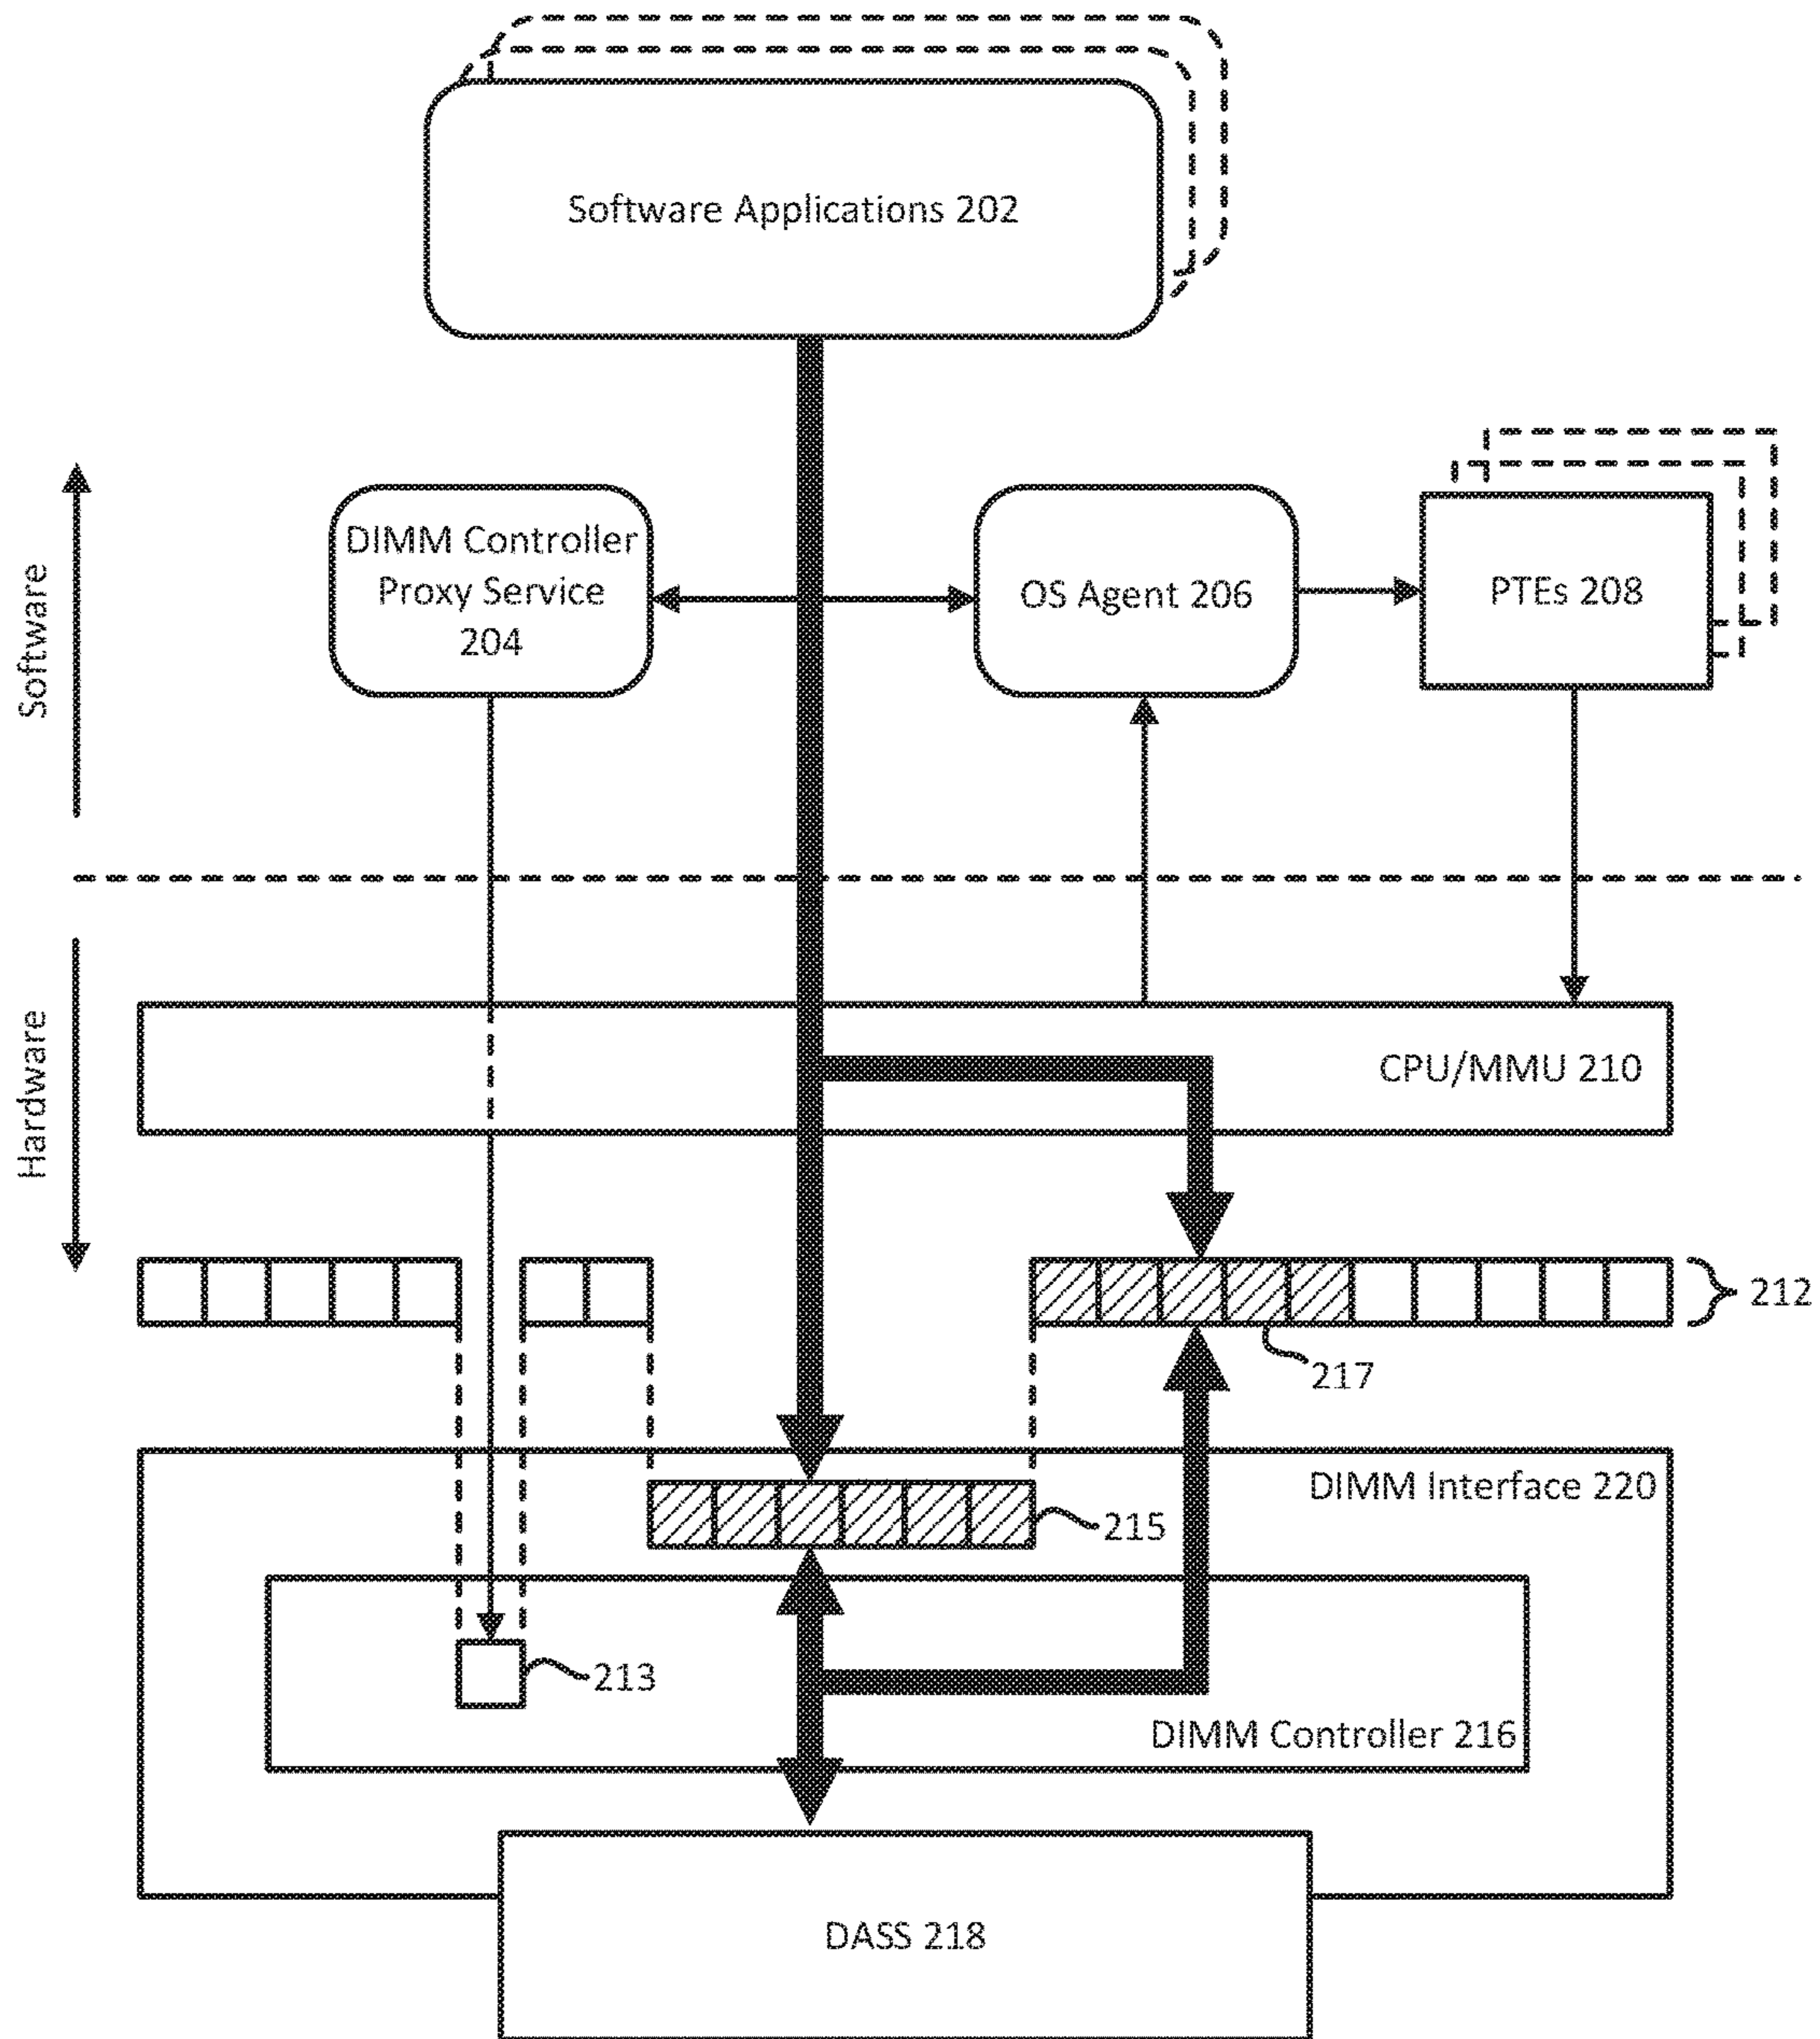 Software Applications 202
DIMM Controller
Proxy Service
204
OS Agent 206
PTEs 208
Software
Hardware
CPU/MMU 210
212
217
DIMM Interface 220
215
213
DIMM Controller 216
DASS 218